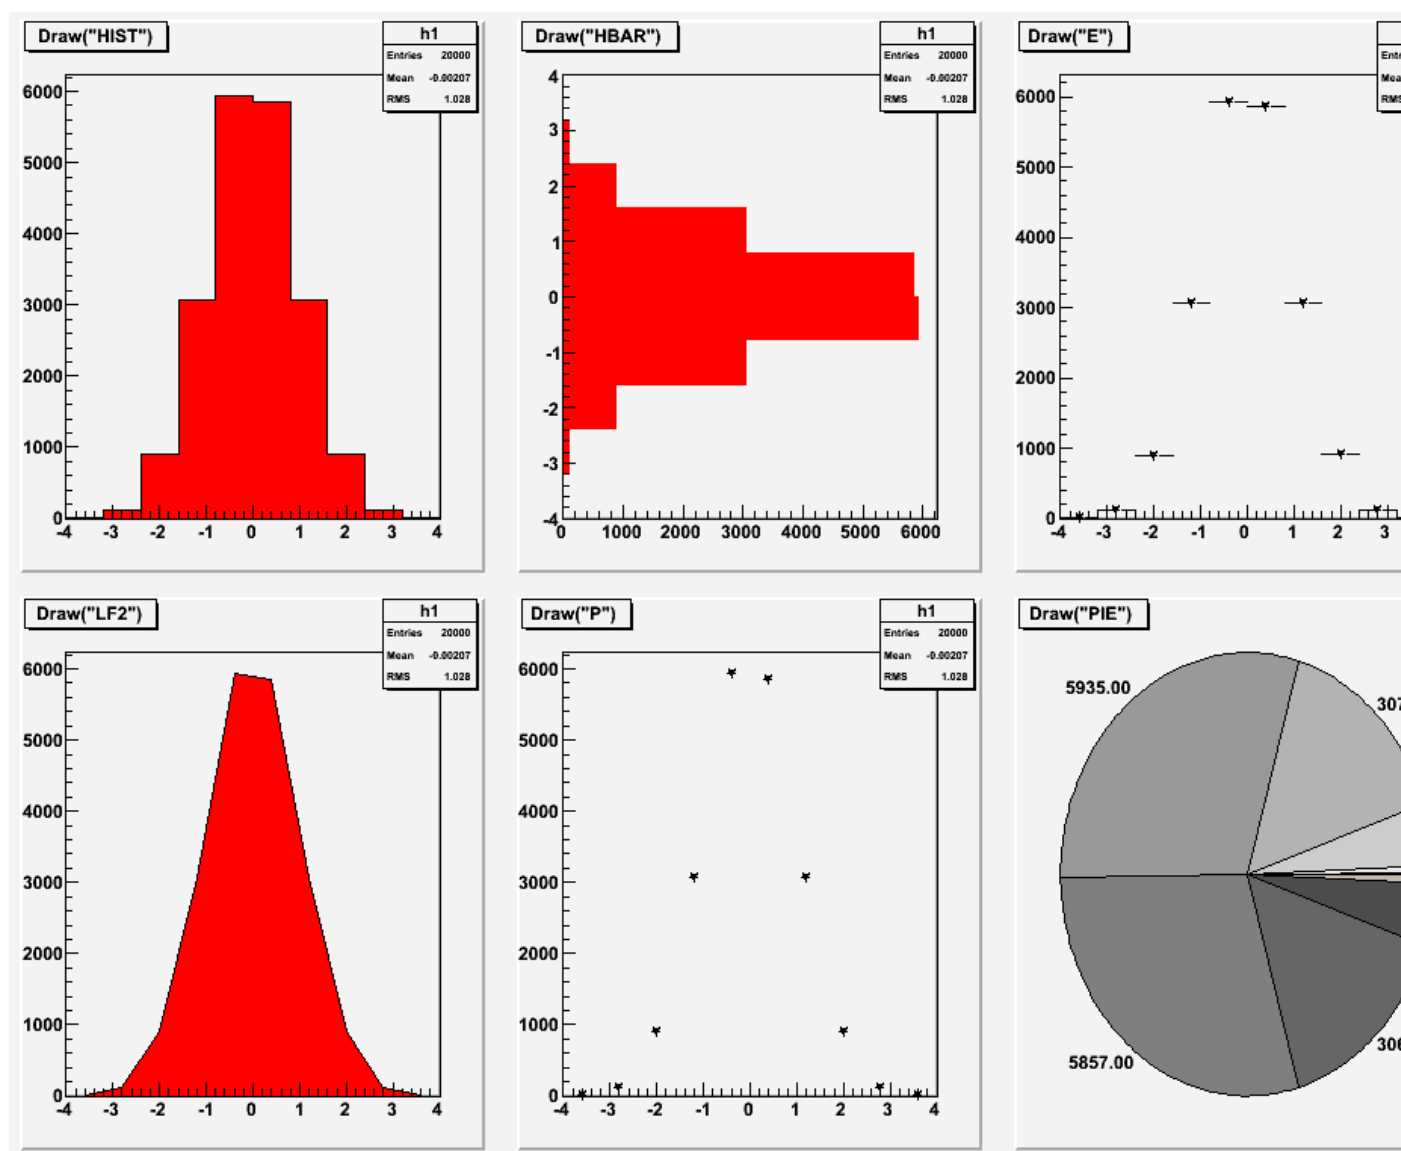 Draw("HIST")
h1
Entries 20000
Mean -0.00207
RMS 1.028
6000
5000
4000
3000
2000
1000
0
-4 -3 -2 -1 0 1 2 3 4
Draw("HBAR")
h1
Entries 20000
Mean -0.00207
RMS 1.028
4
3
2
1
0
-1
-2
-3
-4
0 1000 2000 3000 4000 5000 6000
Draw("E")
Entr
Mea
RMS
6000
5000
4000
3000
2000
1000
0
-4 -3 -2 -1 0 1 2 3
Draw("LF2")
h1
Entries 20000
Mean -0.00207
RMS 1.028
6000
5000
4000
3000
2000
1000
0
-4 -3 -2 -1 0 1 2 3 4
Draw("P")
h1
Entries 20000
Mean -0.00207
RMS 1.028
6000
5000
4000
3000
2000
1000
0
-4 -3 -2 -1 0 1 2 3 4
Draw("PIE")
5935.00
307
5857.00
306